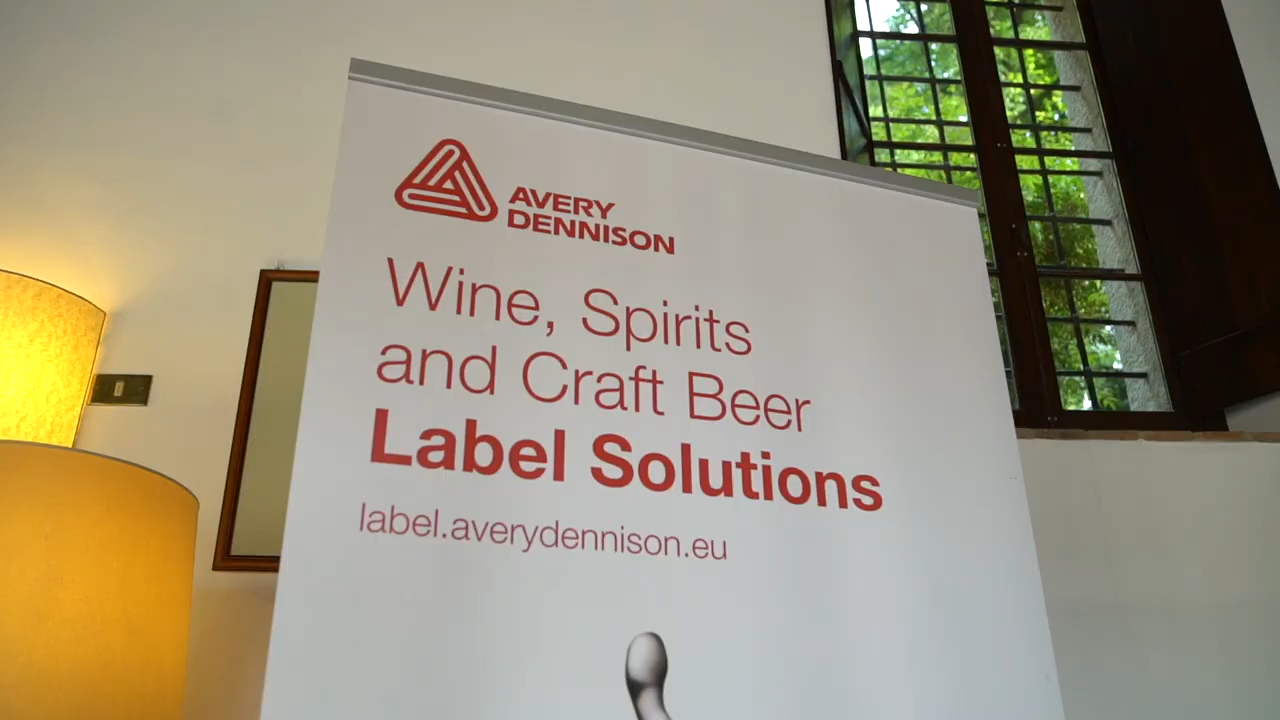 AVERY
DENNISON
Wine, Spirits
and Craft Beer
Label Solutions
label.averydennison.eu